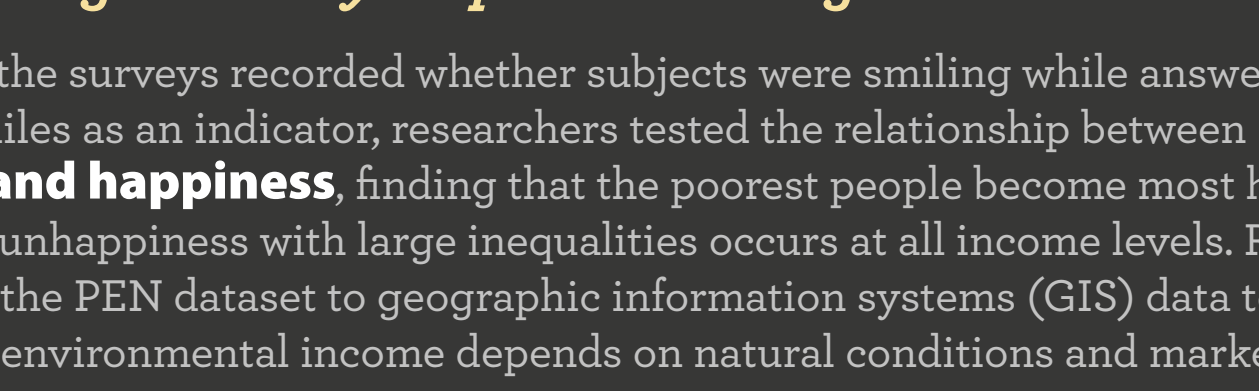 the surveys recorded whether subjects were smiling while answe
iles as an indicator, researchers tested the relationship between
and happiness, finding that the poorest people become most h
unhappiness with large inequalities occurs at all income levels.
the PEN dataset to geographic information systems (GIS) data t
environmental income depends on natural conditions and marke